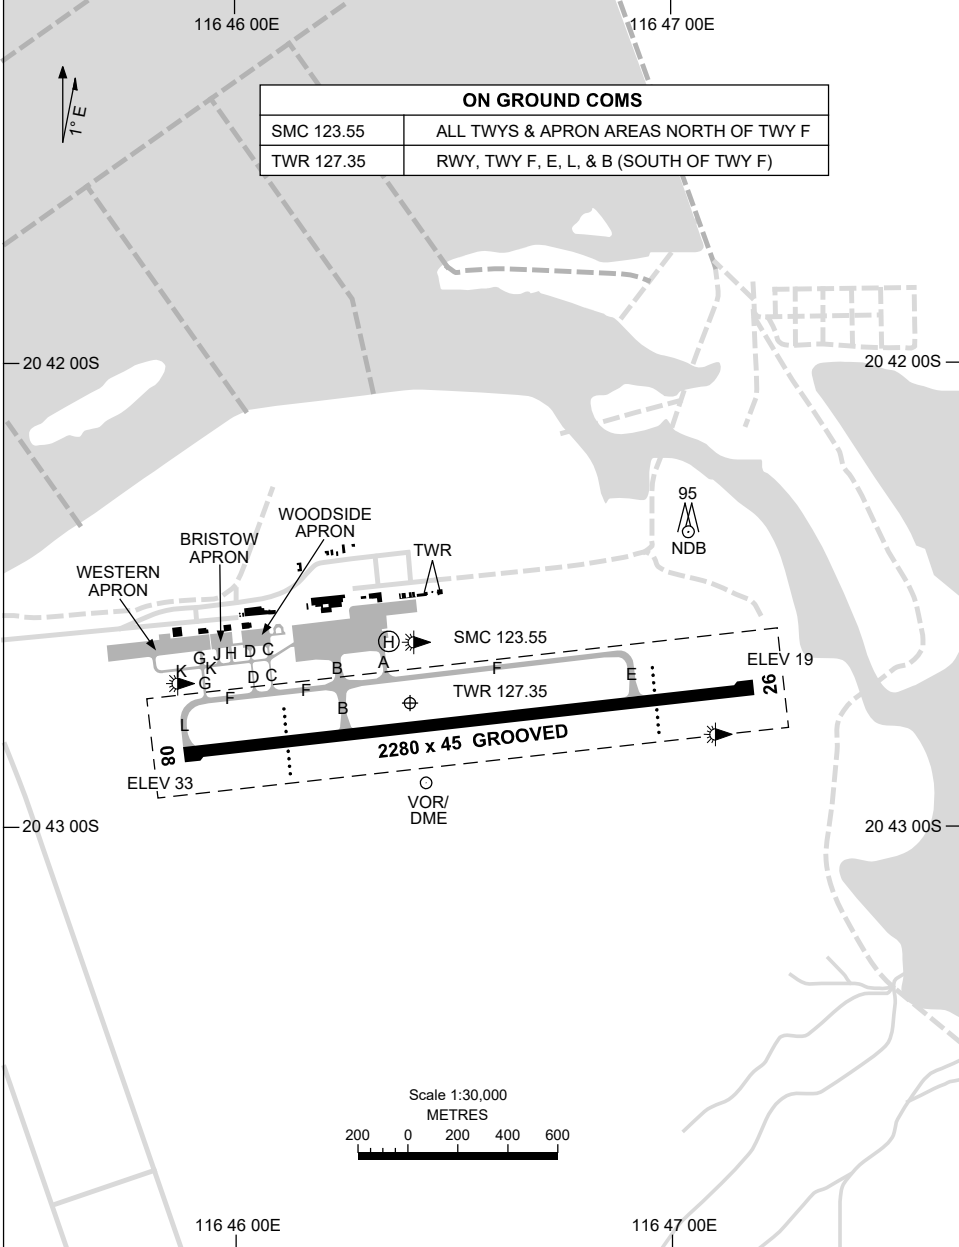 116 46 00E
116 47 00E
1° E
ON GROUND COMS
SMC 123.55
ALL TWYS & APRON AREAS NORTH OF TWY F
TWR 127.35
RWY, TWY F, E, L, & B (SOUTH OF TWY F)
20 42 00S
20 42 00S
95
NDB
WOODSIDE
APRON
BRISTOW
APRON
WESTERN
APRON
TWR
SMC 123.55
H
G
J
H
D
C
B
A
K
K
G
D
C
F
F
F
B
E
L
TWR 127.35
ELEV 19
26
2280 x 45 GROOVED
08
ELEV 33
VOR/
DME
20 43 00S
20 43 00S
Scale 1:30,000
METRES
200
0
200
400
600
116 46 00E
116 47 00E